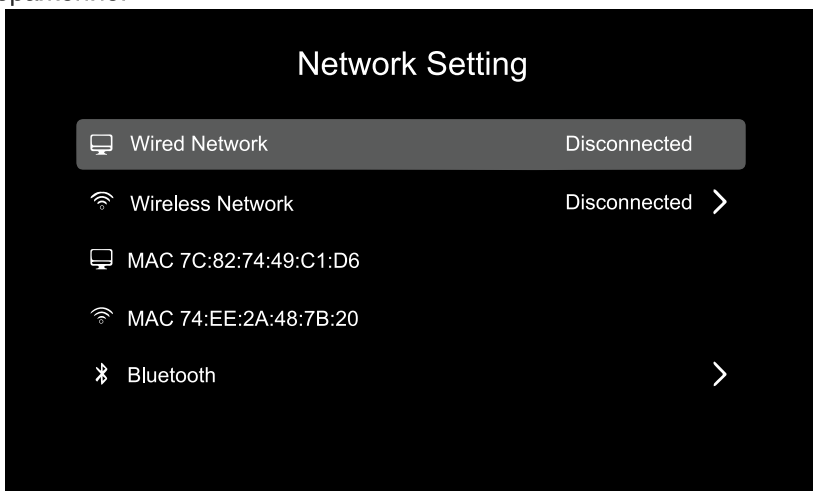 Network Setting
Wired Network Disconnected
Wireless Network Disconnected
MAC 7C:82:74:49:C1:D6
MAC 74:EE:2A:48:7B:20
Bluetooth